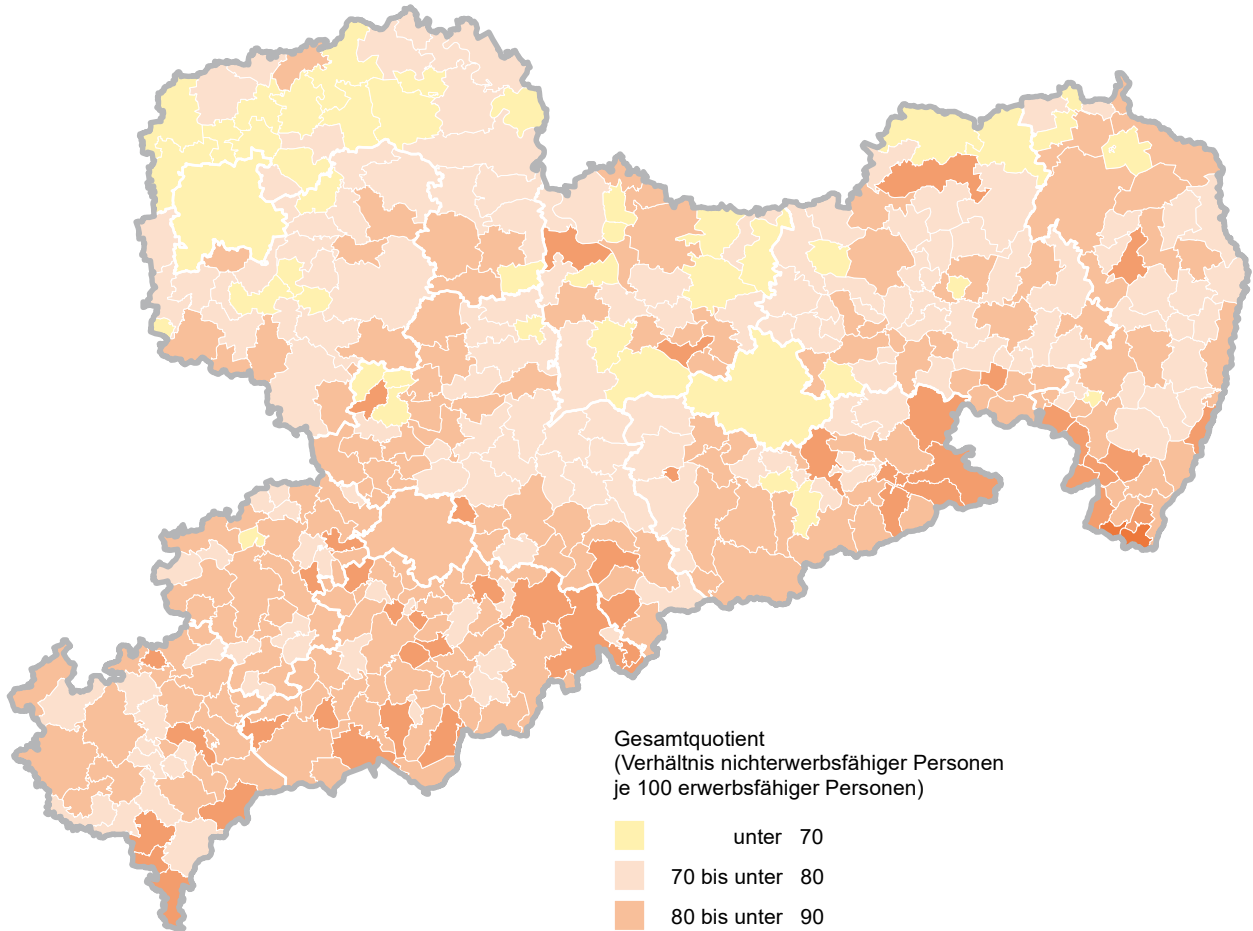 Gesamtquotient
(Verhältnis nichterwerbsfähiger Personen
je 100 erwerbsfähiger Personen)
unter 70
70 bis unter 80
80 bis unter 90